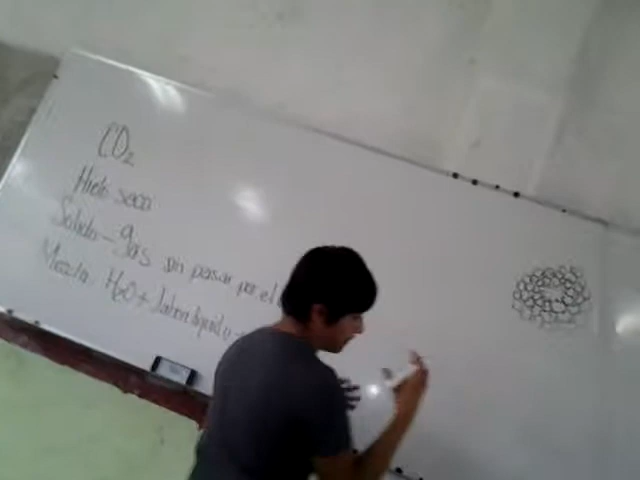 CO₂
Hielo seco
Solido - gas sin pasar por el
Mezcla. H₂O + Jabon liquido +